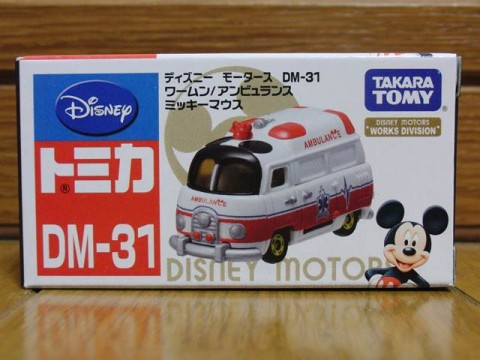 Disney
トミカ
®
DM-31
ディズニー モータース DM-31
ワームン/アンビュランス
ミッキーマウス
TAKARA
TOMY
DISNEY MOTORS
"WORKS DIVISION"
AMBULANCE
AMBULANCE
DISNEY MOTORS